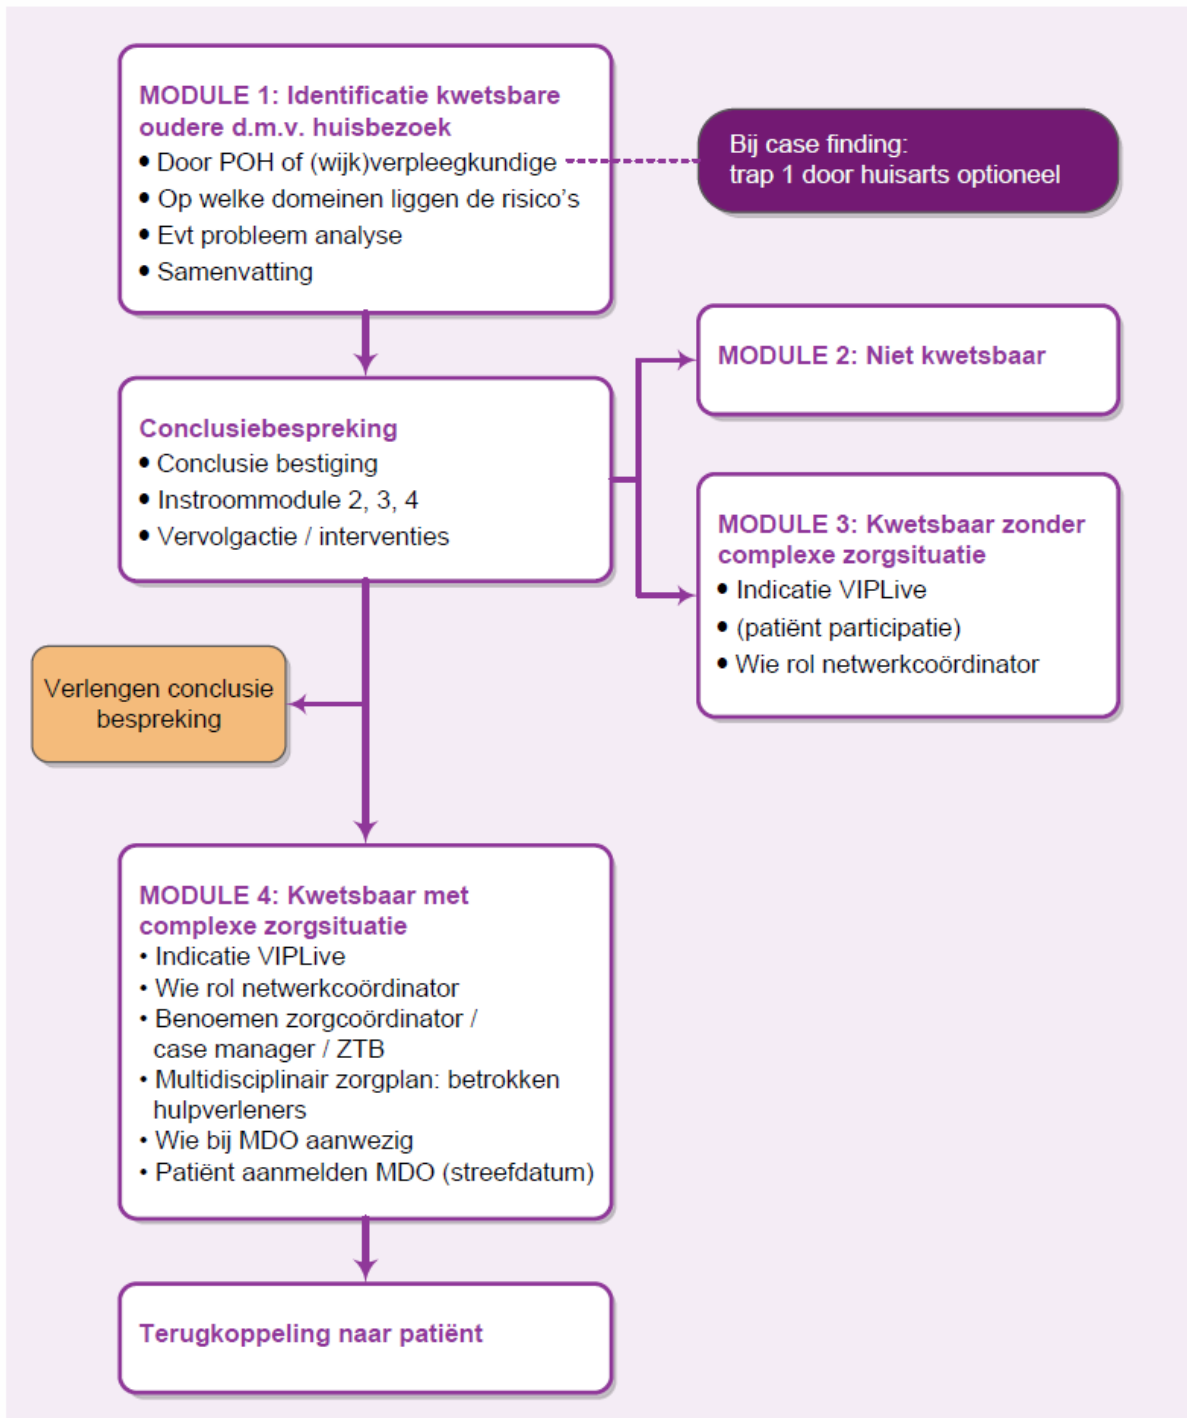 MODULE 1: Identificatie kwetsbare
oudere d.m.v. huisbezoek
• Door POH of (wijk)verpleegkundige
• Op welke domeinen liggen de risico's
• Evt probleem analyse
• Samenvatting
Bij case finding:
trap 1 door huisarts optioneel
MODULE 2: Niet kwetsbaar
Conclusiebespreking
• Conclusie bestiging
• Instroommodule 2, 3, 4
• Vervolgactie / interventies
MODULE 3: Kwetsbaar zonder
complexe zorgsituatie
• Indicatie VIPLive
• (patiënt participatie)
• Wie rol netwerkcoördinator
Verlengen conclusie
bespreking
MODULE 4: Kwetsbaar met
complexe zorgsituatie
• Indicatie VIPLive
• Wie rol netwerkcoördinator
• Benoemen zorgcoördinator /
case manager / ZTB
• Multidisciplinair zorgplan: betrokken
hulpverleners
• Wie bij MDO aanwezig
• Patiënt aanmelden MDO (streefdatum)
Terugkoppeling naar patiënt